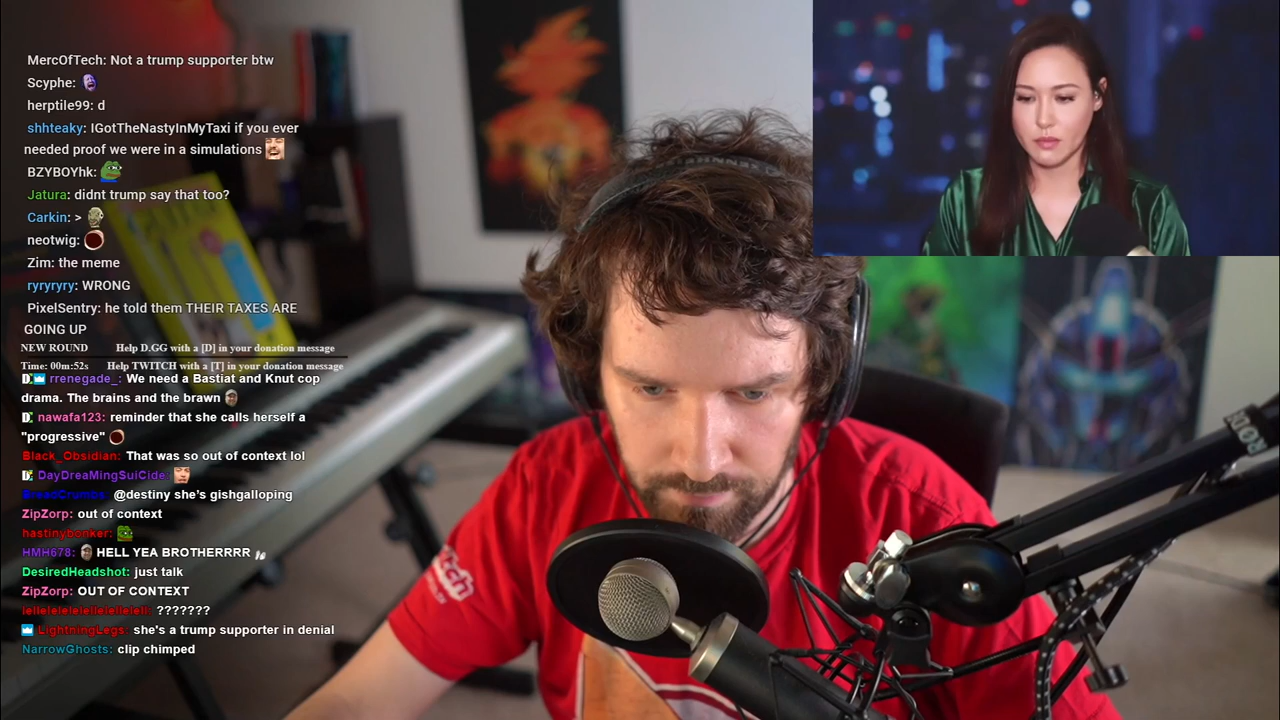 MercOfTech: Not a trump supporter btw
Scyphe:
herptile99: d
shhteaky: IGotTheNastyInMyTaxi if you ever
needed proof we were in a simulations
BZYBOYhk:
Jatura: didnt trump say that too?
Carkin: >
neotwig:
Zim: the meme
ryryryry: WRONG
PixelSentry: he told them THEIR TAXES ARE
GOING UP
NEW ROUND Help D.GG with a [D] in your donation message
Time: 00m:52s Help TWITCH with a [T] in your donation message
rrenegade_: We need a Bastiat and Knut cop
drama. The brains and the brawn
nawafa123: reminder that she calls herself a
"progressive"
Black_Obsidian: That was so out of context lol
DayDreaMingSuiCide:
BreadCrumbs: @destiny she's gishgalloping
ZipZorp: out of context
hastinybonker:
HMH678: HELL YEA BROTHERRRR
DesiredHeadshot: just talk
ZipZorp: OUT OF CONTEXT
???????
LightningLegs: she's a trump supporter in denial
NarrowGhosts: clip chimped
RODE